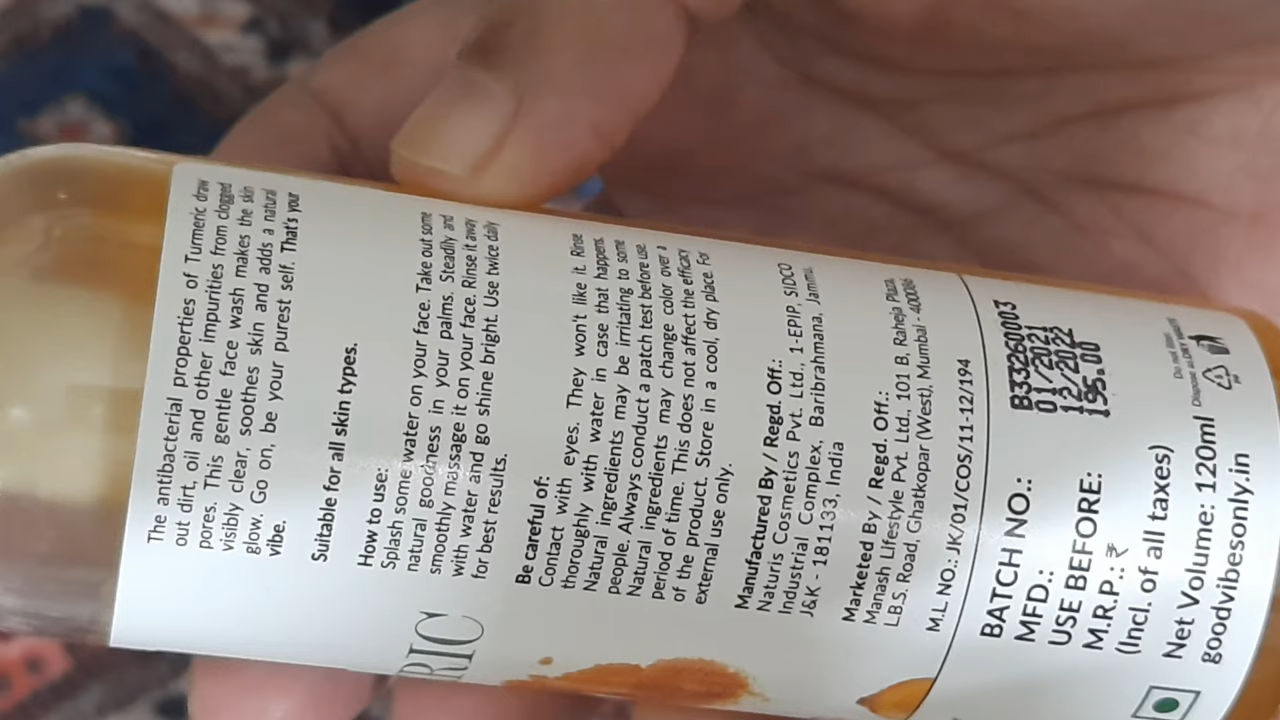 The antibacterial properties of Turmeric draw
out dirt, oil and other impurities from clogged
pores. This gentle face wash makes the skin
visibly clear, soothes skin and adds a natural
glow. Go on, be your purest self. That's your
vibe.
Suitable for all skin types.
How to use:
Splash some water on your face. Take out some
natural goodness in your palms. Steadily and
smoothly massage it on your face. Rinse it away
with water and go shine bright. Use twice daily
for best results.
RIC
Be careful of:
Contact with eyes. They won't like it. Rinse
thoroughly with water in case that happens.
Natural ingredients may be irritating to some
people. Always conduct a patch test before use.
Natural ingredients may change color over a
period of time. This does not affect the efficacy
of the product. Store in a cool, dry place. For
external use only.
Manufactured By / Regd. Off.:
Naturis Cosmetics Pvt. Ltd., 1-EPIP, SIDCO
Industrial Complex, Baribrahmana, Jammu,
J&K - 181133, India
Marketed By / Regd. Off.:
Manash Lifestyle Pvt. Ltd., 101 B, Raheja Plaza,
L.B.S. Road, Ghatkopar (West), Mumbai - 400086
M.L NO.: JK/01/COS/11-12/194
BATCH NO.: B33260003
MFD.: 01/2021
USE BEFORE: 12/2022
M.R.P.: ₹ 195.00
(Incl. of all taxes)
Net Volume: 120ml
goodvibesonly.in